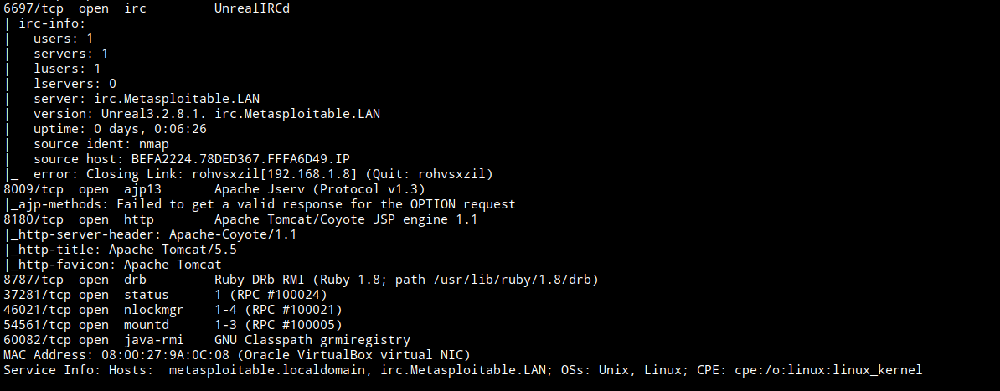 6697/tcp  open  irc         UnrealIRCd
| irc-info:
|   users: 1
|   servers: 1
|   lusers: 1
|   lservers: 0
|   server: irc.Metasploitable.LAN
|   version: Unreal3.2.8.1. irc.Metasploitable.LAN
|   uptime: 0 days, 0:06:26
|   source ident: nmap
|   source host: BEFA2224.78DED367.FFFA6D49.IP
|_  error: Closing Link: rohvsxzil[192.168.1.8] (Quit: rohvsxzil)
8009/tcp  open  ajp13       Apache Jserv (Protocol v1.3)
|_ajp-methods: Failed to get a valid response for the OPTION request
8180/tcp  open  http        Apache Tomcat/Coyote JSP engine 1.1
|_http-server-header: Apache-Coyote/1.1
|_http-title: Apache Tomcat/5.5
|_http-favicon: Apache Tomcat
8787/tcp  open  drb         Ruby DRb RMI (Ruby 1.8; path /usr/lib/ruby/1.8/drb)
37281/tcp open  status      1 (RPC #100024)
46021/tcp open  nlockmgr    1-4 (RPC #100021)
54561/tcp open  mountd      1-3 (RPC #100005)
60082/tcp open  java-rmi    GNU Classpath grmiregistry
MAC Address: 08:00:27:9A:0C:08 (Oracle VirtualBox virtual NIC)
Service Info: Hosts:  metasploitable.localdomain, irc.Metasploitable.LAN; OSs: Unix, Linux; CPE: cpe:/o:linux:linux_kernel